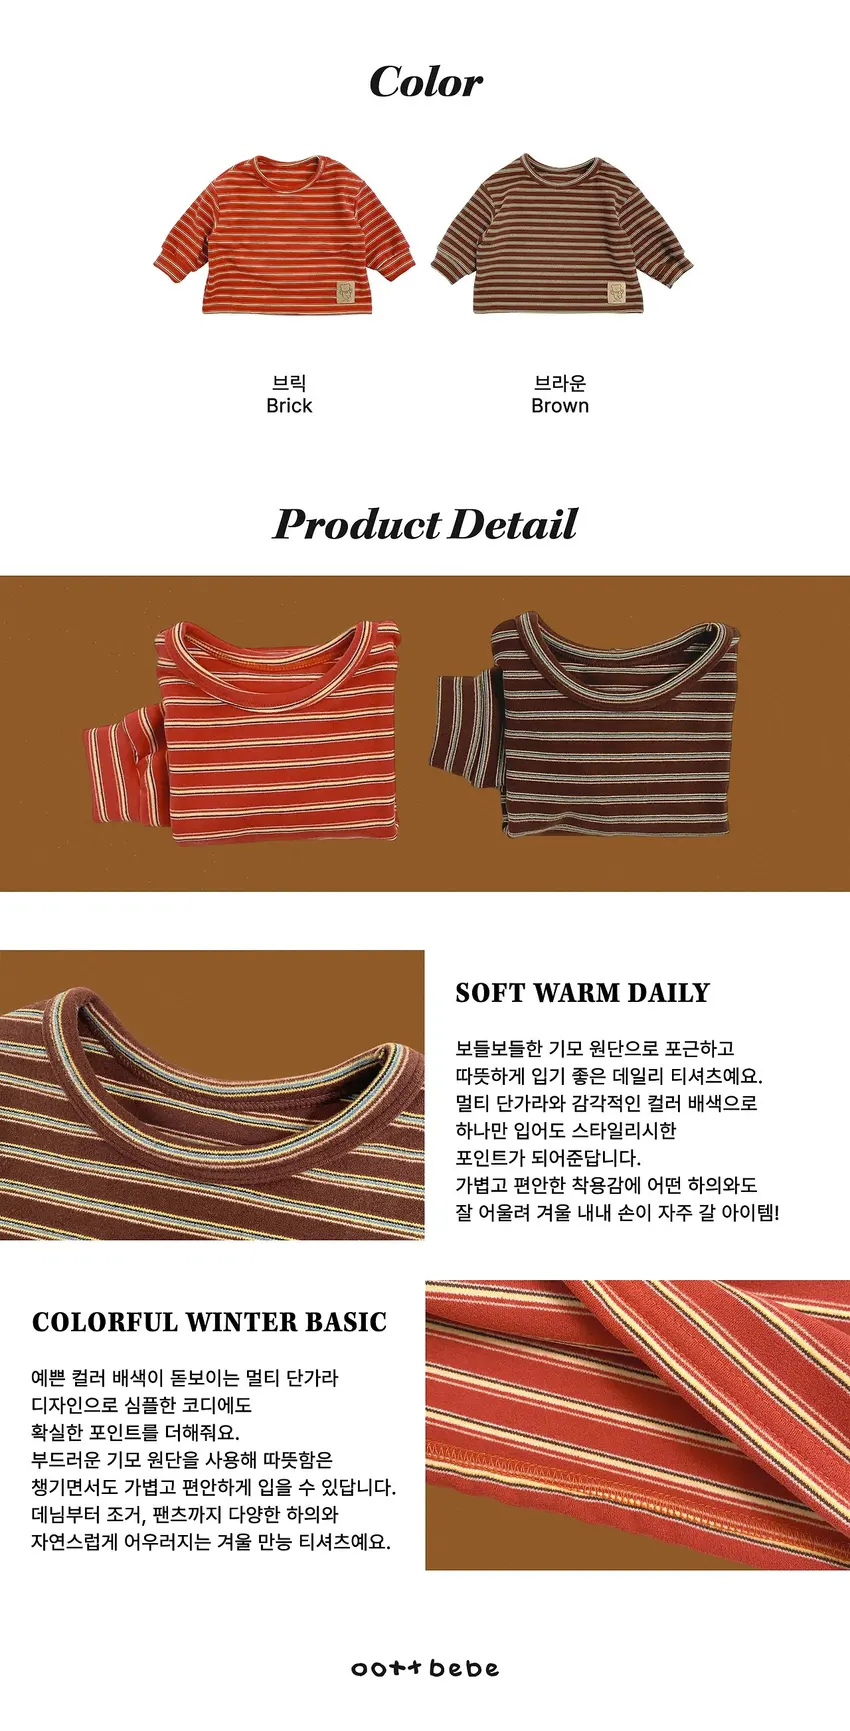 Color
브릭
Brick
브라운
Brown
Product Detail
SOFT WARM DAILY
보들보들한 기모 원단으로 포근하고
따뜻하게 입기 좋은 데일리 티셔츠예요.
멀티 단가라와 감각적인 컬러 배색으로
하나만 입어도 스타일리시한
포인트가 되어준답니다.
가볍고 편안한 착용감에 어떤 하의와도
잘 어울려 겨울 내내 손이 자주 갈 아이템!
COLORFUL WINTER BASIC
예쁜 컬러 배색이 돋보이는 멀티 단가라
디자인으로 심플한 코디에도
확실한 포인트를 더해줘요.
부드러운 기모 원단을 사용해 따뜻함은
챙기면서도 가볍고 편안하게 입을 수 있답니다.
데님부터 조거, 팬츠까지 다양한 하의와
자연스럽게 어우러지는 겨울 만능 티셔츠예요.
oott bebe